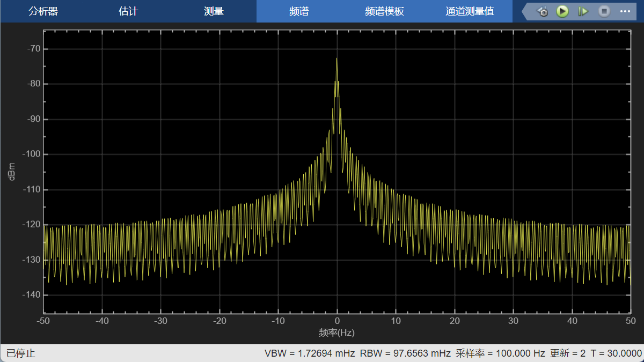 分析器 估计 测量 频谱 频谱模板 通道测量值
-70
-80
-90
-100
-110
-120
-130
-140
dBm
-50 -40 -30 -20 -10 0 10 20 30 40 50
频率(Hz)
已停止 VBW = 1.72694 mHz RBW = 97.6563 mHz 采样率 = 100.000 Hz 更新 = 2 T = 30.0000